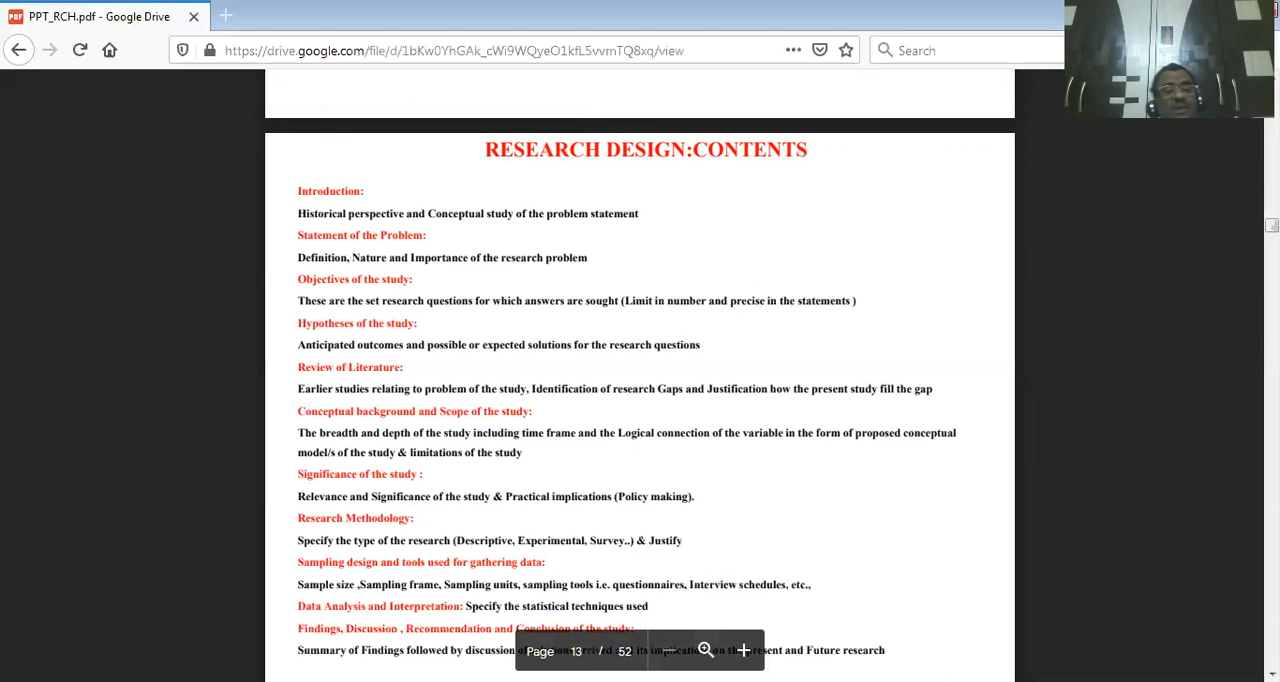 PPT_RCH.pdf - Google Drive
https://drive.google.com/file/d/1bKw0YhGAk_cWi9WQyeO1kfL5vvmTQ8xq/view
Search
RESEARCH DESIGN:CONTENTS
Introduction:
Historical perspective and Conceptual study of the problem statement
Statement of the Problem:
Definition, Nature and Importance of the research problem
Objectives of the study:
These are the set research questions for which answers are sought (Limit in number and precise in the statements )
Hypotheses of the study:
Anticipated outcomes and possible or expected solutions for the research questions
Review of Literature:
Earlier studies relating to problem of the study, Identification of research Gaps and Justification how the present study fill the gap
Conceptual background and Scope of the study:
The breadth and depth of the study including time frame and the Logical connection of the variable in the form of proposed conceptual
model/s of the study & limitations of the study
Significance of the study :
Relevance and Significance of the study & Practical implications (Policy making).
Research Methodology:
Specify the type of the research (Descriptive, Experimental, Survey..) & Justify
Sampling design and tools used for gathering data:
Sample size ,Sampling frame, Sampling units, sampling tools i.e. questionnaires, Interview schedules, etc.,
Data Analysis and Interpretation: Specify the statistical techniques used
Findings, Discussion , Recommendation and Conclusion of the study:
Summary of Findings followed by discussion present and Future research
Page 13 / 52